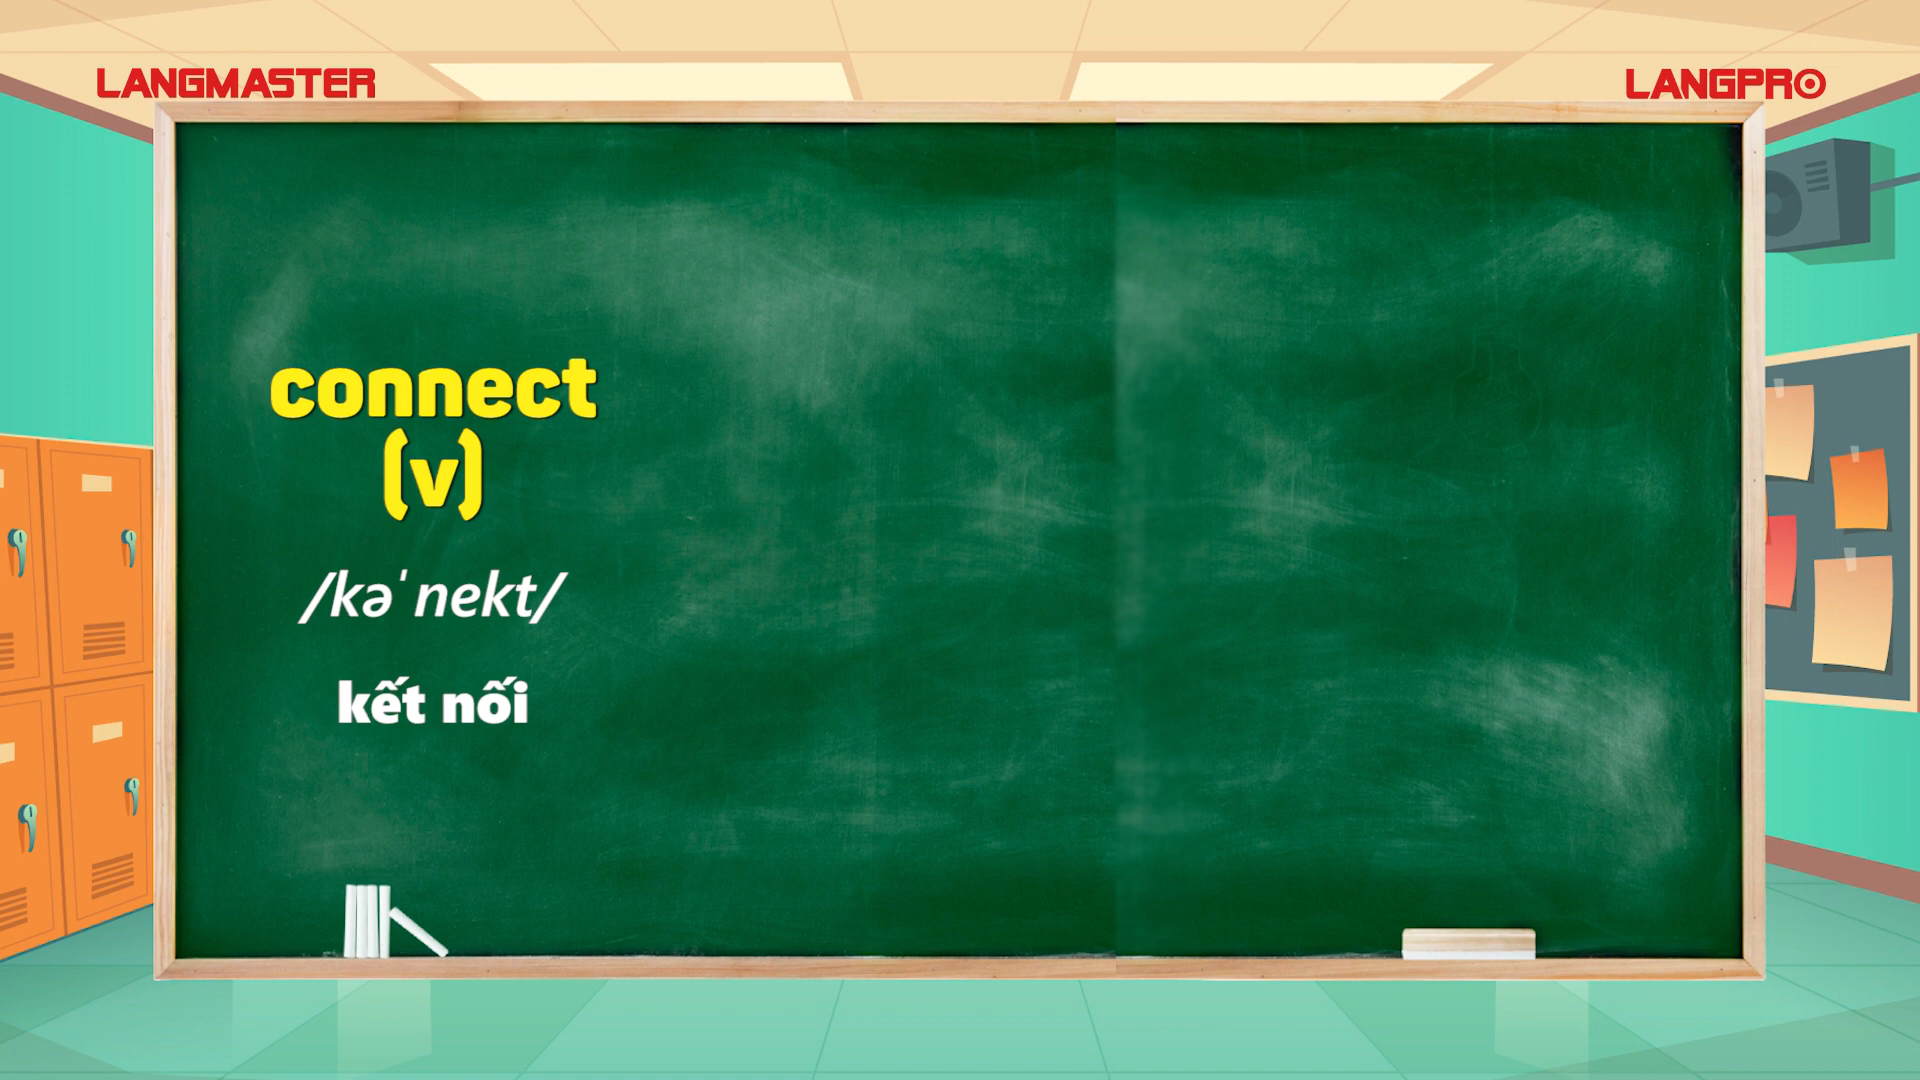 LANGMASTER
LANGPRO
connect
(v)
/kəˈnekt/
kết nối